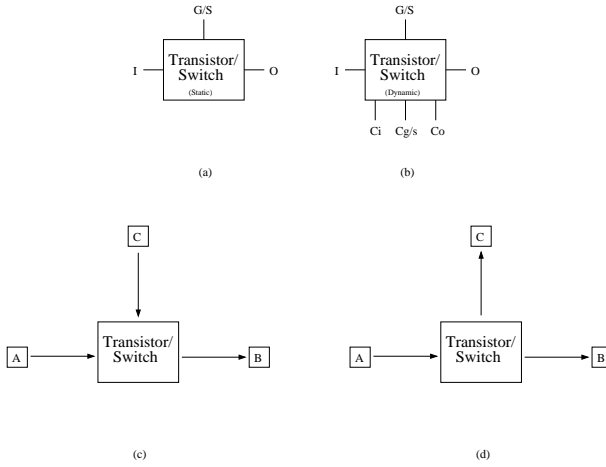 G/S
Transistor/
Switch
(Static)
I
O
(a)
G/S
Transistor/
Switch
(Dynamic)
I
O
Ci
Cg/s
Co
(b)
C
A
Transistor/
Switch
B
(c)
C
A
Transistor/
Switch
B
(d)